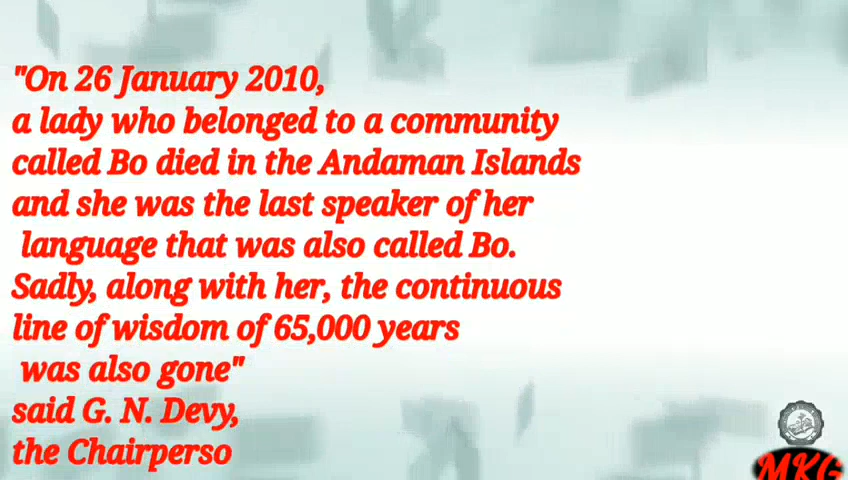 "On 26 January 2010,
a lady who belonged to a community
called Bo died in the Andaman Islands
and she was the last speaker of her
language that was also called Bo.
Sadly, along with her, the continuous
line of wisdom of 65,000 years
was also gone"
said G. N. Devy,
the Chairperso
MKG